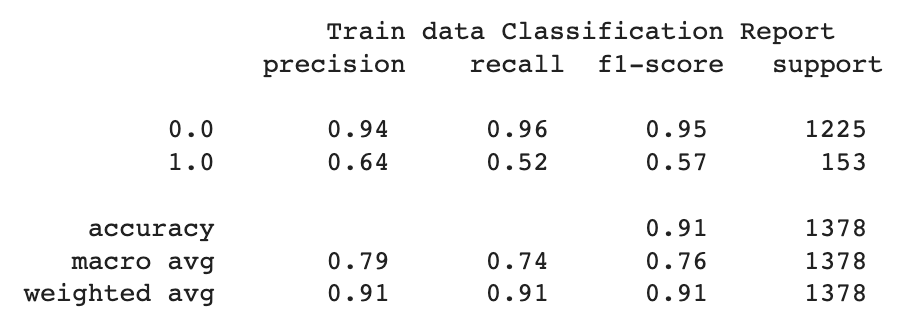 Train data Classification Report
precision recall f1-score support
0.0 0.94 0.96 0.95 1225
1.0 0.64 0.52 0.57 153
accuracy 0.91 1378
macro avg 0.79 0.74 0.76 1378
weighted avg 0.91 0.91 0.91 1378